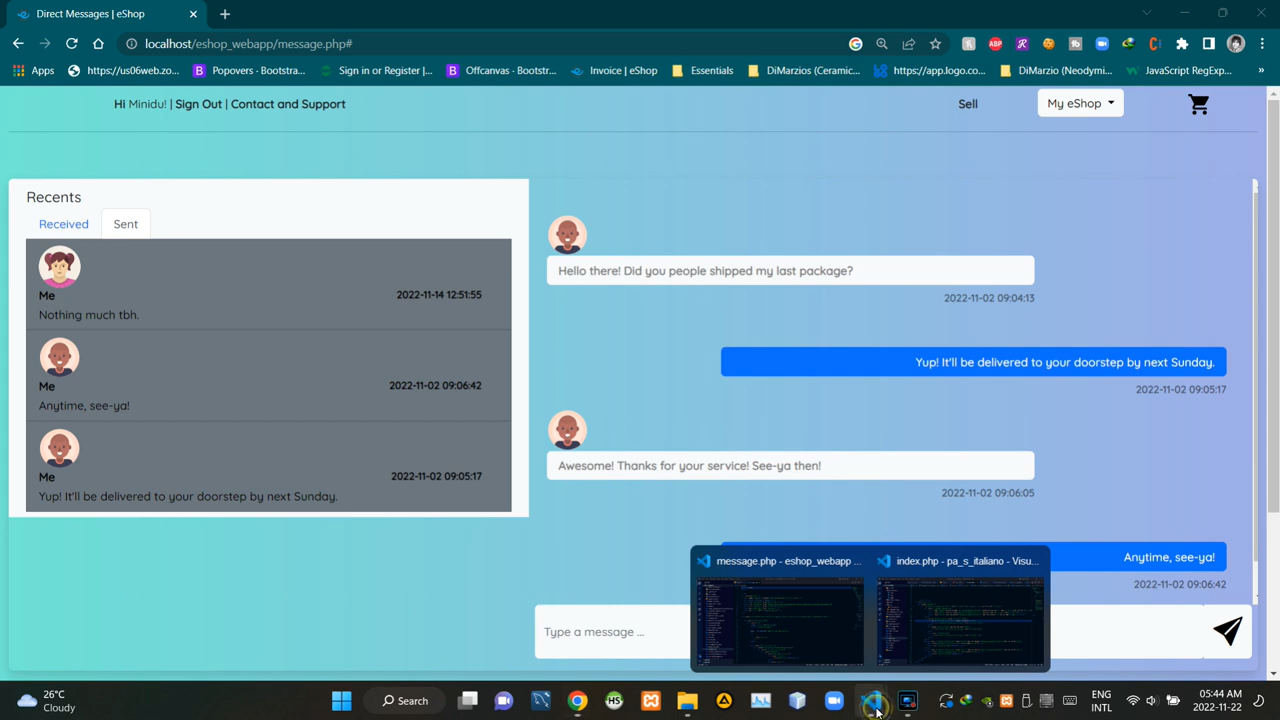 Direct Messages | eShop
localhost/eshop_webapp/message.php#
Apps
https://us06web.zo...
Popovers · Bootstra...
Sign in or Register |...
Offcanvas · Bootstr...
Invoice | eShop
Essentials
DiMarzios (Ceramic...
https://app.logo.co...
DiMarzio (Neodymi...
JavaScript RegExp...
»
Hi Minidu! | Sign Out | Contact and Support
Sell
My eShop
Recents
Received
Sent
Me
2022-11-14 12:51:55
Nothing much tbh.
Me
2022-11-02 09:06:42
Anytime, see-ya!
Me
2022-11-02 09:05:17
Yup! It'll be delivered to your doorstep by next Sunday.
Hello there! Did you people shipped my last package?
2022-11-02 09:04:13
Yup! It'll be delivered to your doorstep by next Sunday.
2022-11-02 09:05:17
Awesome! Thanks for your service! See-ya then!
2022-11-02 09:06:05
Anytime, see-ya!
2022-11-02 09:06:42
Type a message ...
message.php - eshop_webapp ...
index.php - pa_s_italiano - Visu...
26°C
Cloudy
Search
HS
ENG
INTL
05:44 AM
2022-11-22